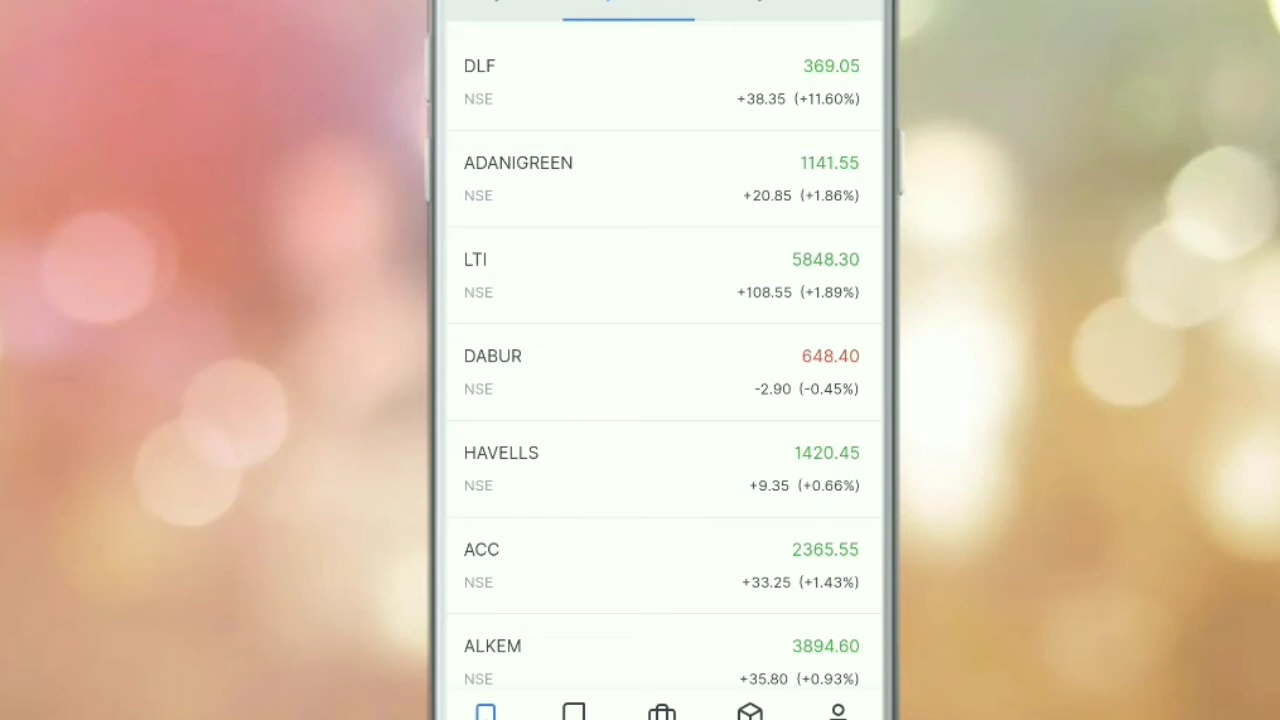 DLF 369.05
NSE +38.35 (+11.60%)
ADANIGREEN 1141.55
NSE +20.85 (+1.86%)
LTI 5848.30
NSE +108.55 (+1.89%)
DABUR 648.40
NSE -2.90 (-0.45%)
HAVELLS 1420.45
NSE +9.35 (+0.66%)
ACC 2365.55
NSE +33.25 (+1.43%)
ALKEM 3894.60
NSE +35.80 (+0.93%)